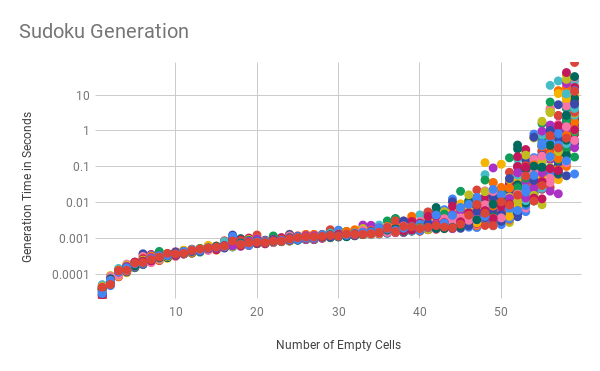 Sudoku Generation
Generation Time in Seconds
10
1
0.1
0.01
0.001
0.0001
10 20 30 40 50
Number of Empty Cells